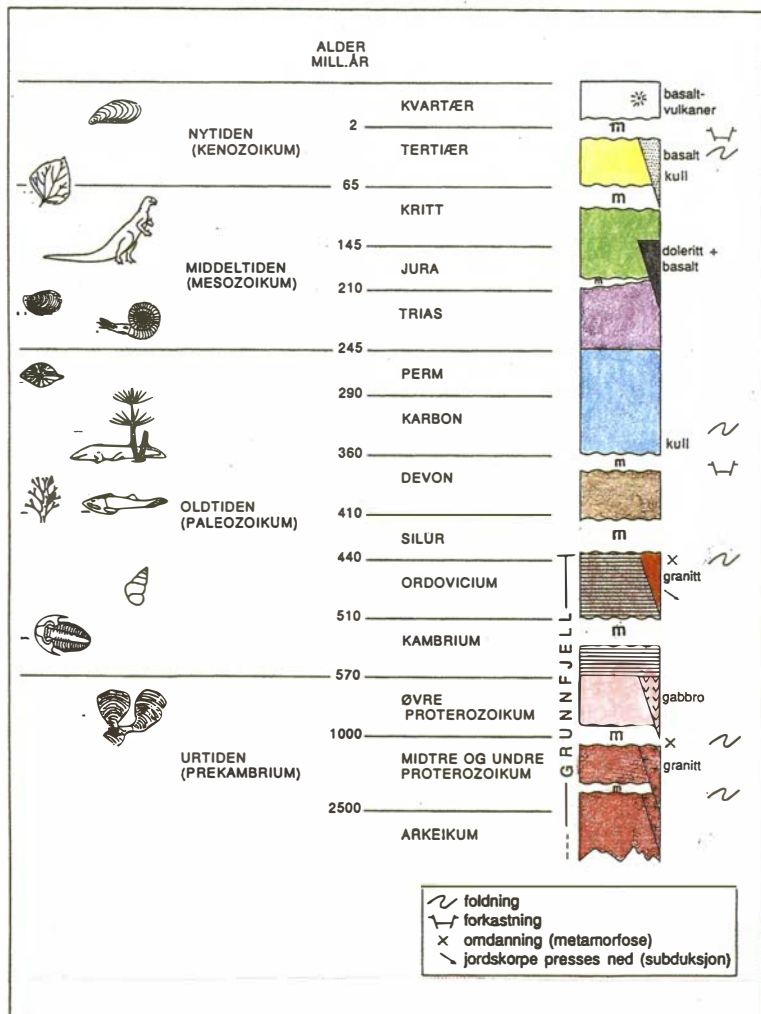 ALDER
MILL.ÅR
KVARTÆR
basalt-
vulkaner
m
2
NYTIDEN
(KENOZOIKUM)
TERTIÆR
basalt
kull
65
m
KRITT
145
doleritt +
basalt
MIDDELTIDEN
(MESOZOIKUM)
JURA
m
210
TRIAS
245
PERM
290
KARBON
kull
360
m
DEVON
410
OLDTIDEN
(PALEOZOIKUM)
SILUR
m
440
ORDOVICIUM
granitt
510
m
KAMBRIUM
570
GRUNNFJELL
ØVRE
PROTEROZOIKUM
gabbro
1000
m
URTIDEN
(PREKAMBRIUM)
MIDTRE OG UNDRE
PROTEROZOIKUM
granitt
m
2500
ARKEIKUM
foldning
forkastning
omdanning (metamorfose)
jordskorpe presses ned (subduksjon)